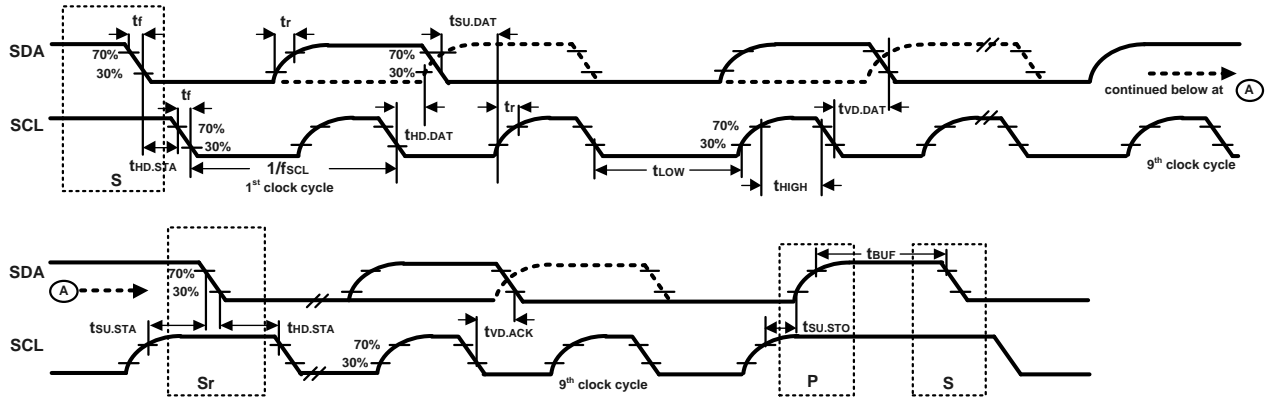 tf
tr
tSU.DAT
SDA
70%
30%
70%
30%
continued below at A
tf
tHD.DAT
tr
tVD.DAT
SCL
70%
30%
70%
30%
tHD.STA
S
1/fSCL
1st clock cycle
tLOW
tHIGH
9th clock cycle
SDA
70%
30%
A
tBUF
tSU.STA
tHD.STA
tVD.ACK
tSU.STO
SCL
70%
30%
Sr
9th clock cycle
P
S